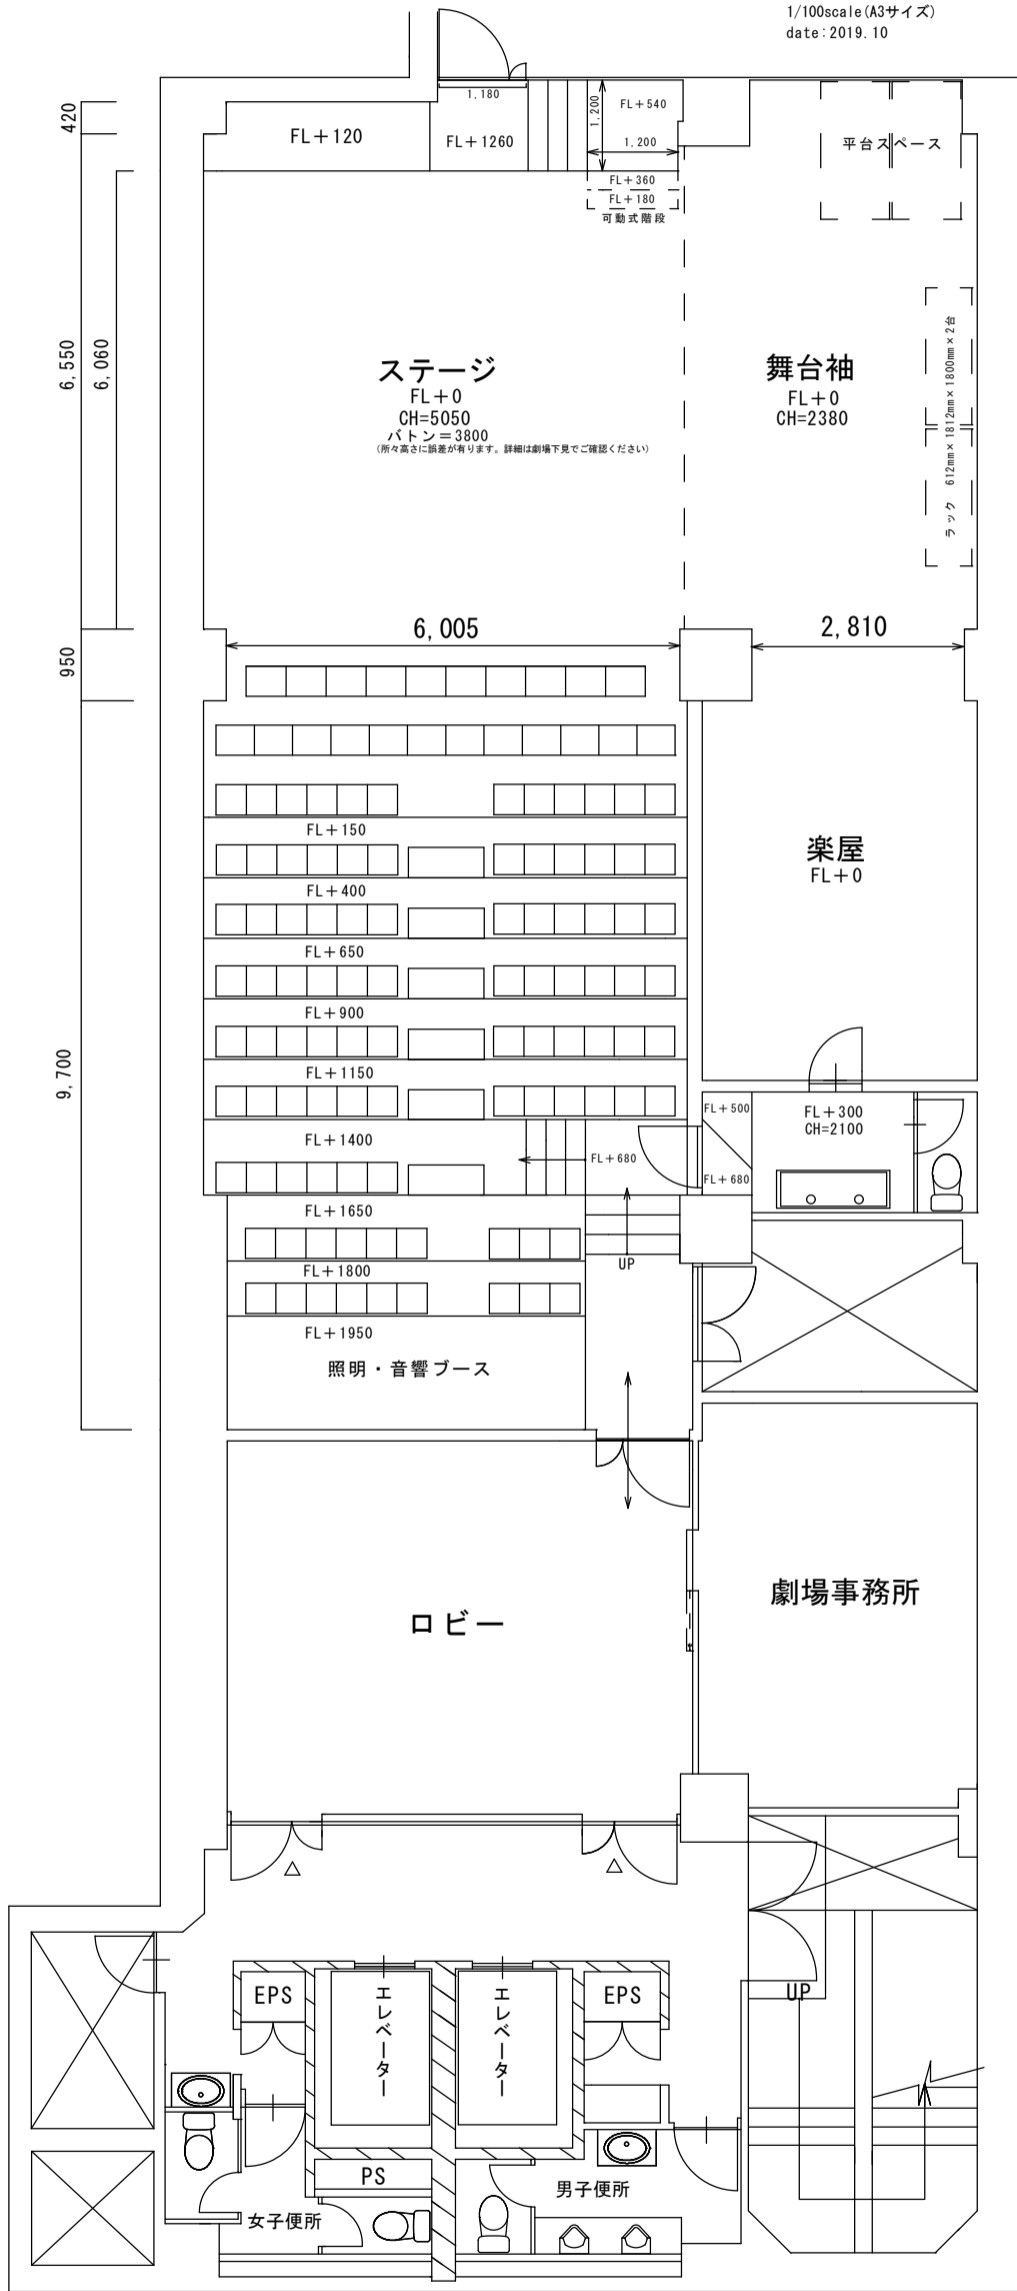 1/100scale(A3サイズ)
date:2019.10
420
1,180
FL+120
FL+1260
1,200
FL+540
1,200
FL+360
FL+180
可動式階段
平台スペース
6,550
6,060
ステージ
FL+0
CH=5050
バトン=3800
(所々高さに誤差が有ります。詳細は劇場下見でご確認ください)
舞台袖
FL+0
CH=2380
ラック 612mm×1812mm×1800mm×2台
950
6,005
2,810
9,700
FL+150
FL+400
FL+650
FL+900
FL+1150
FL+1400
FL+1650
FL+1800
FL+1950
照明・音響ブース
楽屋
FL+0
FL+500
FL+680
FL+680
FL+300
CH=2100
UP
ロビー
劇場事務所
EPS
エレベーター
エレベーター
EPS
UP
PS
女子便所
男子便所